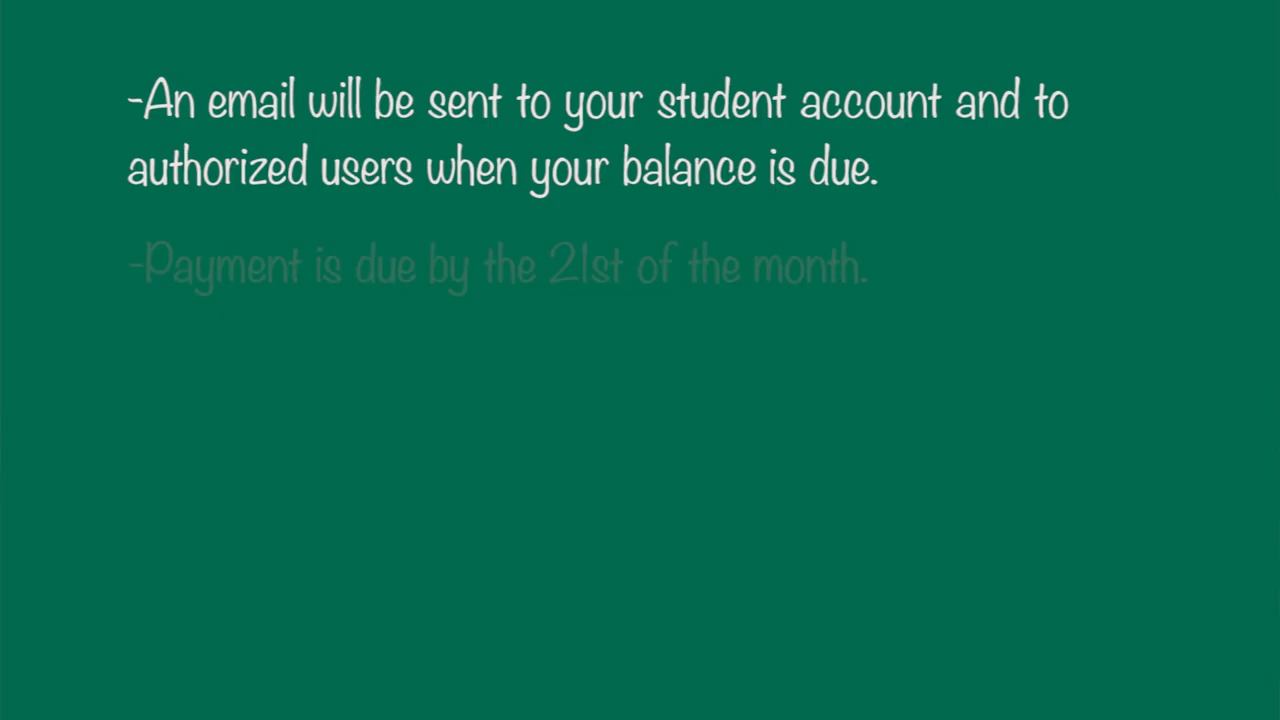 -An email will be sent to your student account and to
authorized users when your balance is due.
-Payment is due by the 21st of the month.